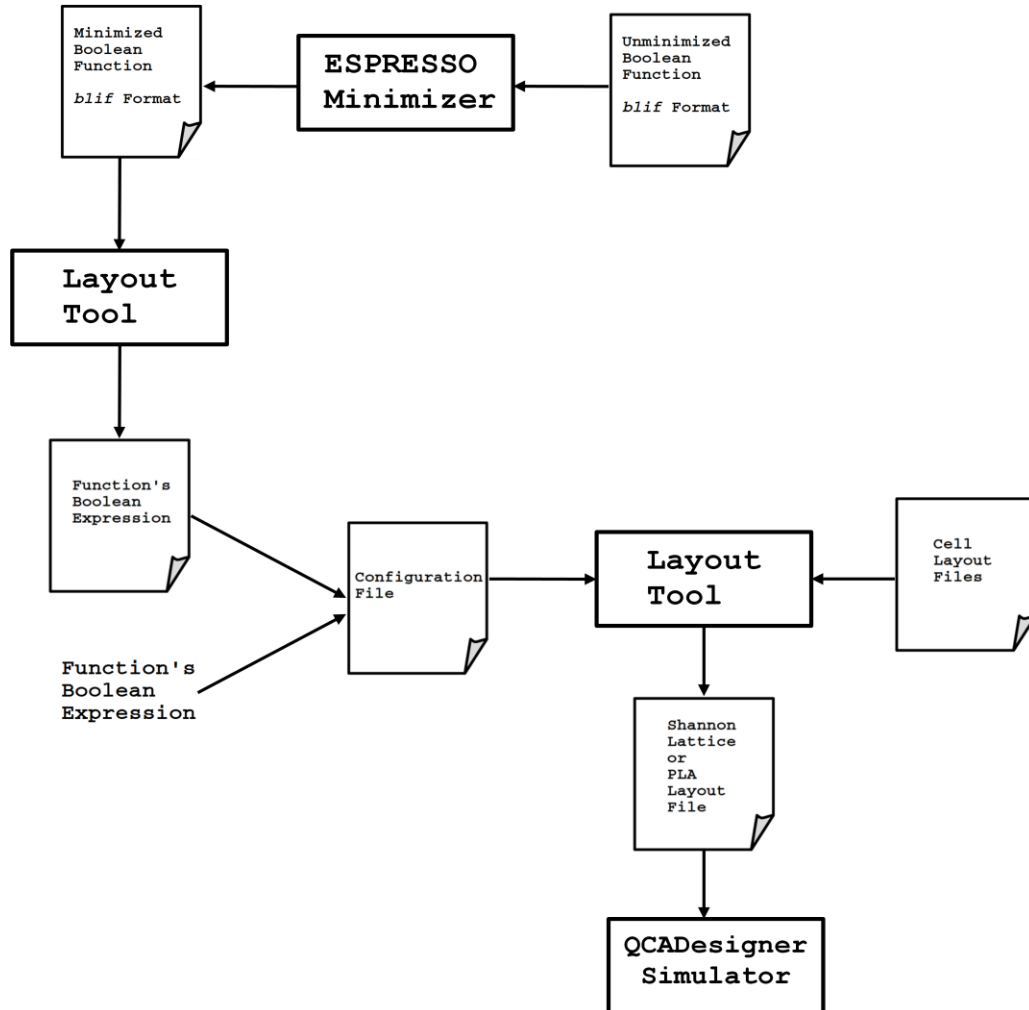 Minimized
Boolean
Function
blif Format
ESPRESSO
Minimizer
Unminimized
Boolean
Function
blif Format
Layout
Tool
Function's
Boolean
Expression
Configuration
File
Layout
Tool
Cell
Layout
Files
Function's
Boolean
Expression
Shannon
Lattice
or
PLA
Layout
File
QCADesigner
Simulator